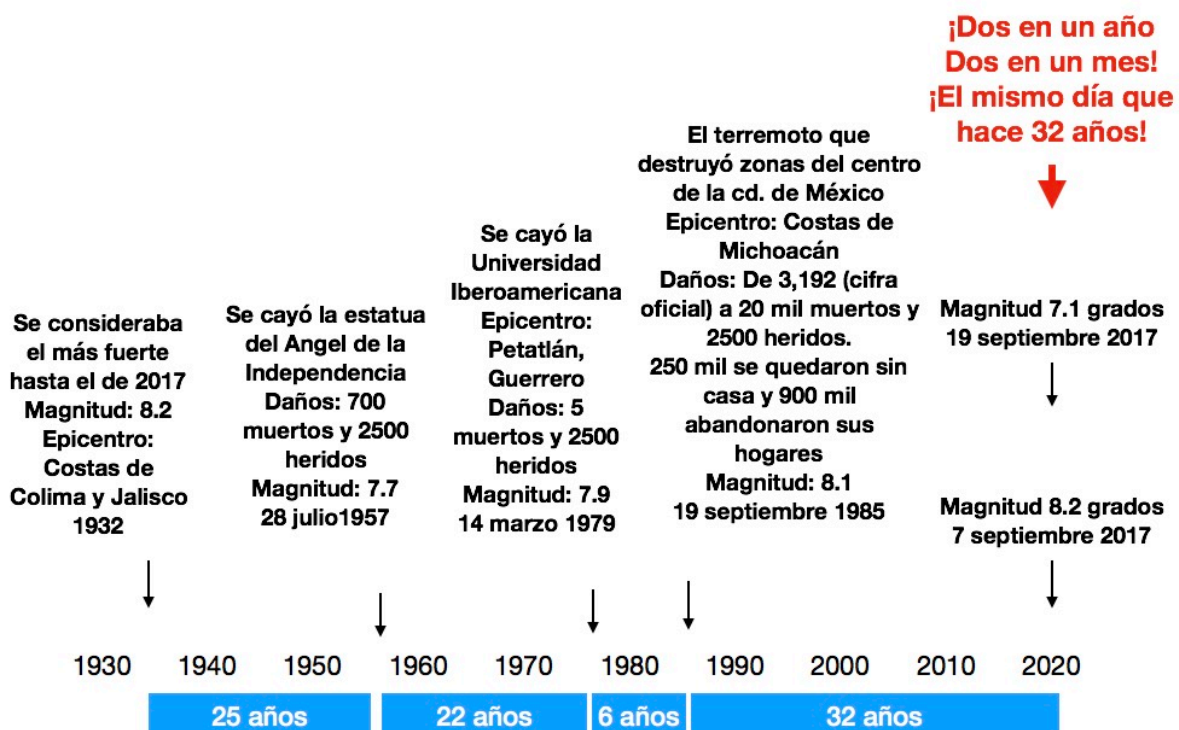 ¡Dos en un año
Dos en un mes!
¡El mismo día que
hace 32 años!
Se consideraba
el más fuerte
hasta el de 2017
Magnitud: 8.2
Epicentro:
Costas de
Colima y Jalisco
1932
Se cayó la estatua
del Angel de la
Independencia
Daños: 700
muertos y 2500
heridos
Magnitud: 7.7
28 julio1957
Se cayó la
Universidad
Iberoamericana
Epicentro:
Petatlán,
Guerrero
Daños: 5
muertos y 2500
heridos
Magnitud: 7.9
14 marzo 1979
El terremoto que
destruyó zonas del centro
de la cd. de México
Epicentro: Costas de
Michoacán
Daños: De 3,192 (cifra
oficial) a 20 mil muertos y
2500 heridos.
250 mil se quedaron sin
casa y 900 mil
abandonaron sus
hogares
Magnitud: 8.1
19 septiembre 1985
Magnitud 7.1 grados
19 septiembre 2017
Magnitud 8.2 grados
7 septiembre 2017
1930 1940 1950 1960 1970 1980 1990 2000 2010 2020
25 años 22 años 6 años 32 años